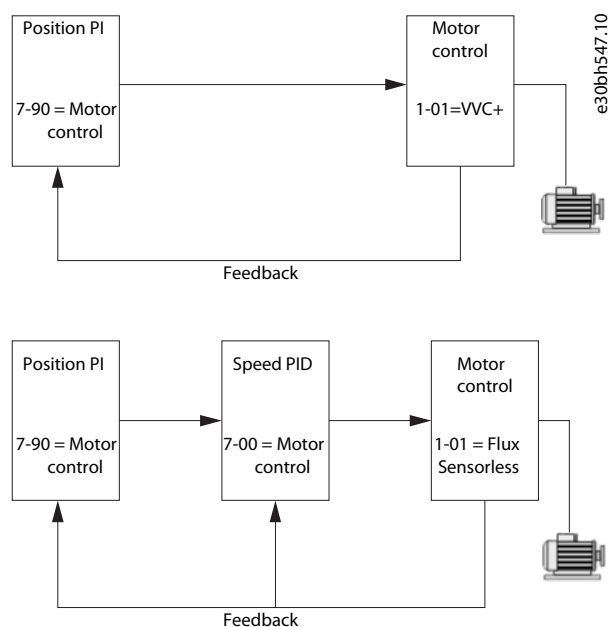 Position PI
7-90 = Motor
control
Motor
control
1-01=VVC+
e30bh547.10
Feedback
Position PI
7-90 = Motor
control
Speed PID
7-00 = Motor
control
Motor
control
1-01 = Flux
Sensorless
Feedback